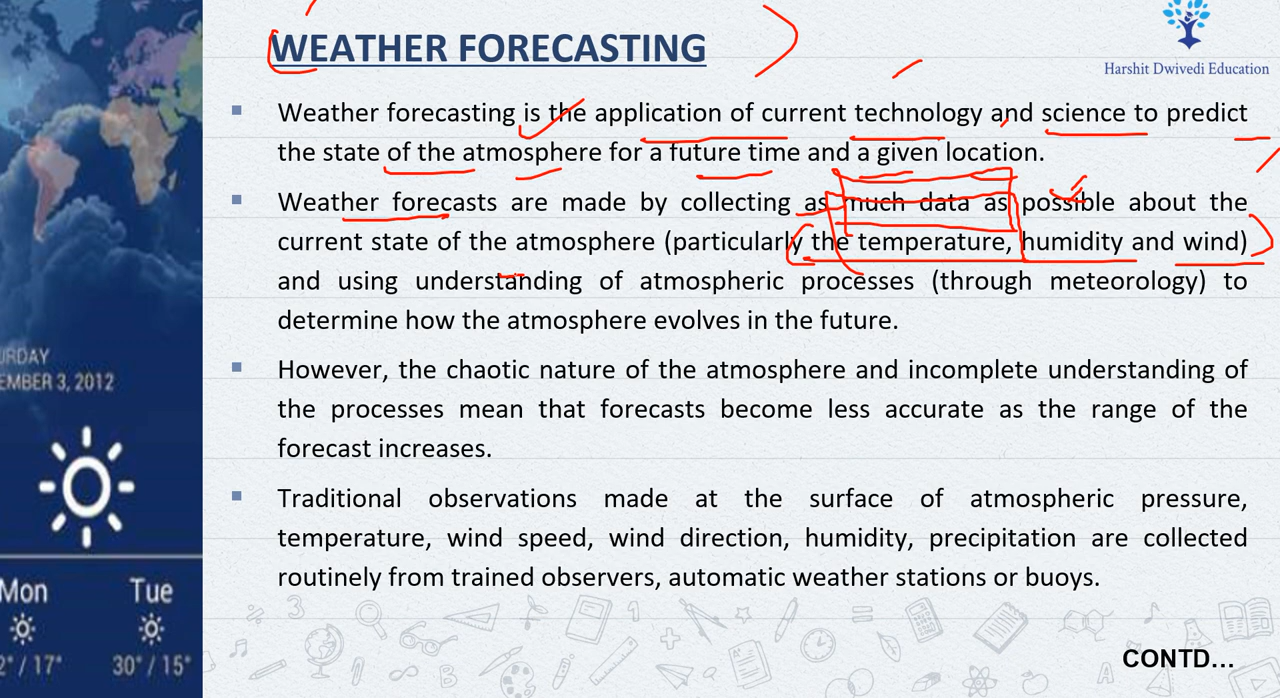 WEATHER FORECASTING
Harshit Dwivedi Education
Weather forecasting is the application of current technology and science to predict
the state of the atmosphere for a future time and a given location.
Weather forecasts are made by collecting as much data as possible about the
current state of the atmosphere (particularly the temperature, humidity and wind)
and using understanding of atmospheric processes (through meteorology) to
determine how the atmosphere evolves in the future.
However, the chaotic nature of the atmosphere and incomplete understanding of
the processes mean that forecasts become less accurate as the range of the
forecast increases.
Traditional observations made at the surface of atmospheric pressure,
temperature, wind speed, wind direction, humidity, precipitation are collected
routinely from trained observers, automatic weather stations or buoys.
CONTD...
URDAY
EMBER 3, 2012
Mon
Tue
2° / 17°
30° / 15°